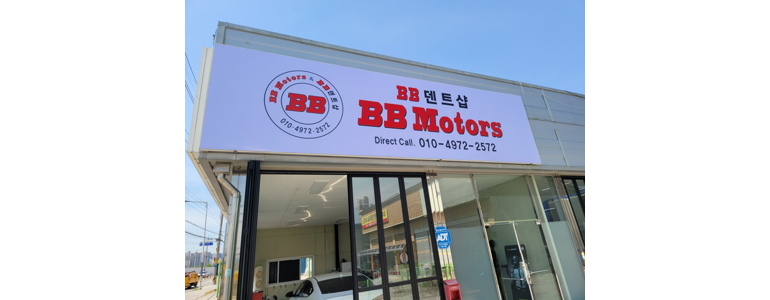 BB Motors & BB덴트샵
BB
010-4972-2572
BB 덴트샵
BB Motors
Direct Call. 010-4972-2572
ADT